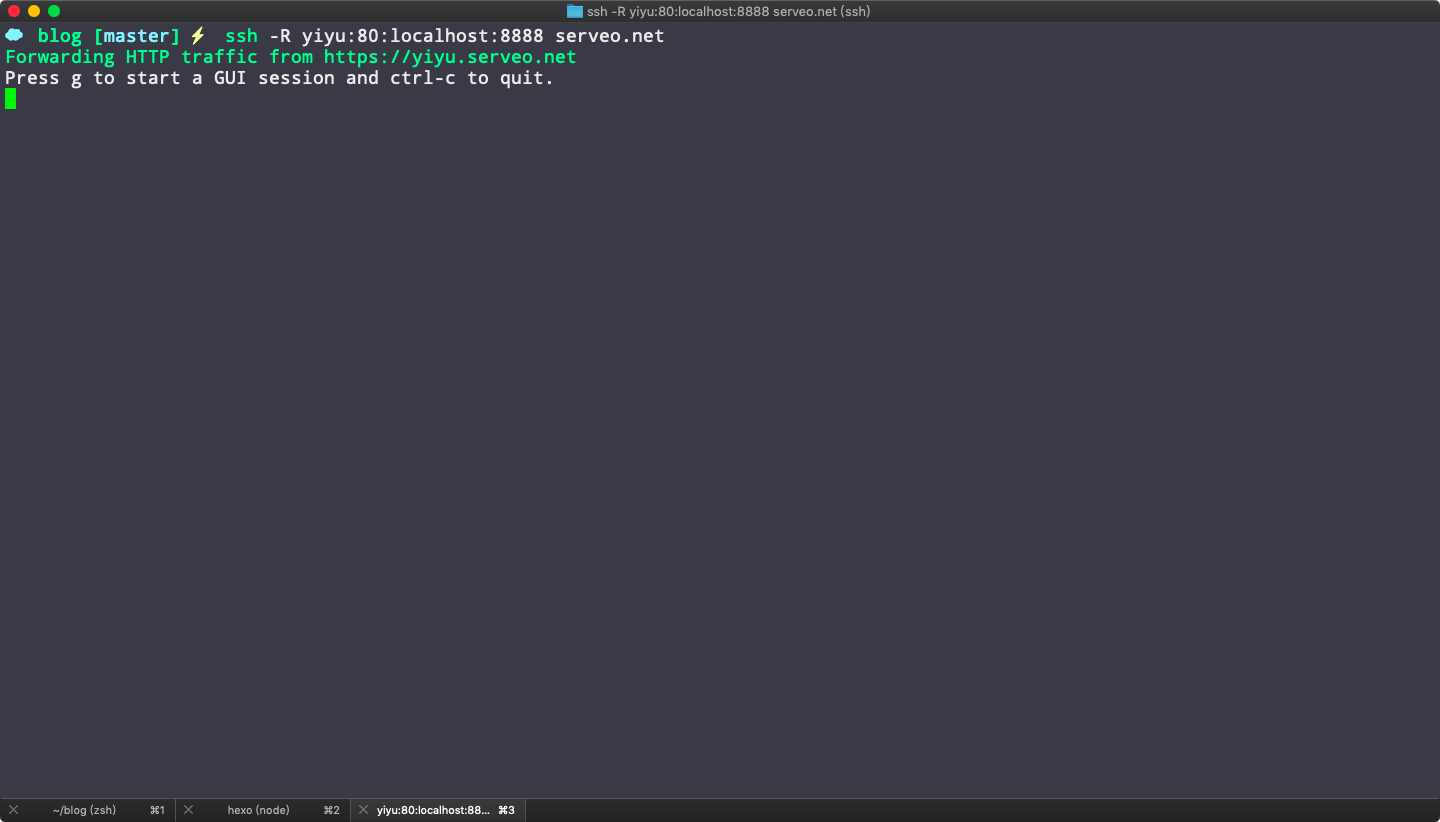 ssh -R yiyu:80:localhost:8888 serveo.net (ssh)
blog [master] ⚡ ssh -R yiyu:80:localhost:8888 serveo.net
Forwarding HTTP traffic from https://yiyu.serveo.net
Press g to start a GUI session and ctrl-c to quit.
~/blog (zsh) ⌘1 hexo (node) ⌘2 yiyu:80:localhost:88... ⌘3